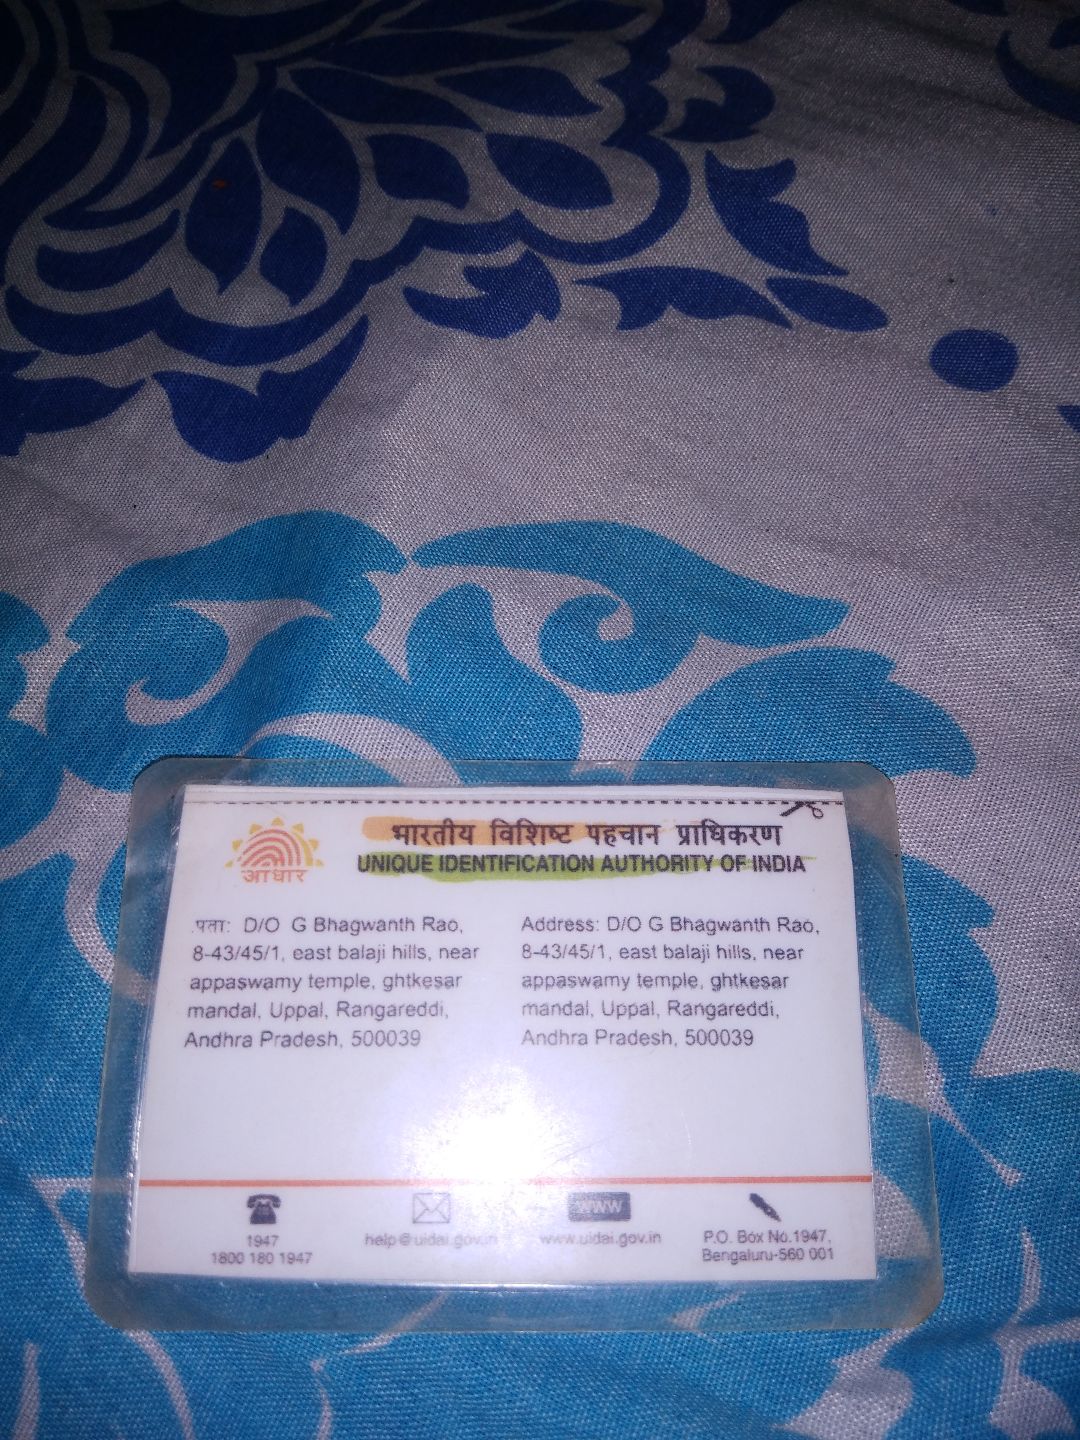 आधार
भारतीय विशिष्ट पहचान प्राधिकरण
UNIQUE IDENTIFICATION AUTHORITY OF INDIA
पता: D/O G Bhagwanth Rao,
8-43/45/1, east balaji hills, near
appaswamy temple, ghtkesar
mandal, Uppal, Rangareddi,
Andhra Pradesh, 500039
Address: D/O G Bhagwanth Rao,
8-43/45/1, east balaji hills, near
appaswamy temple, ghtkesar
mandal, Uppal, Rangareddi,
Andhra Pradesh, 500039
1947
1800 180 1947
help@uidai.gov.in
www
www.uidai.gov.in
P.O. Box No.1947,
Bengaluru-560 001